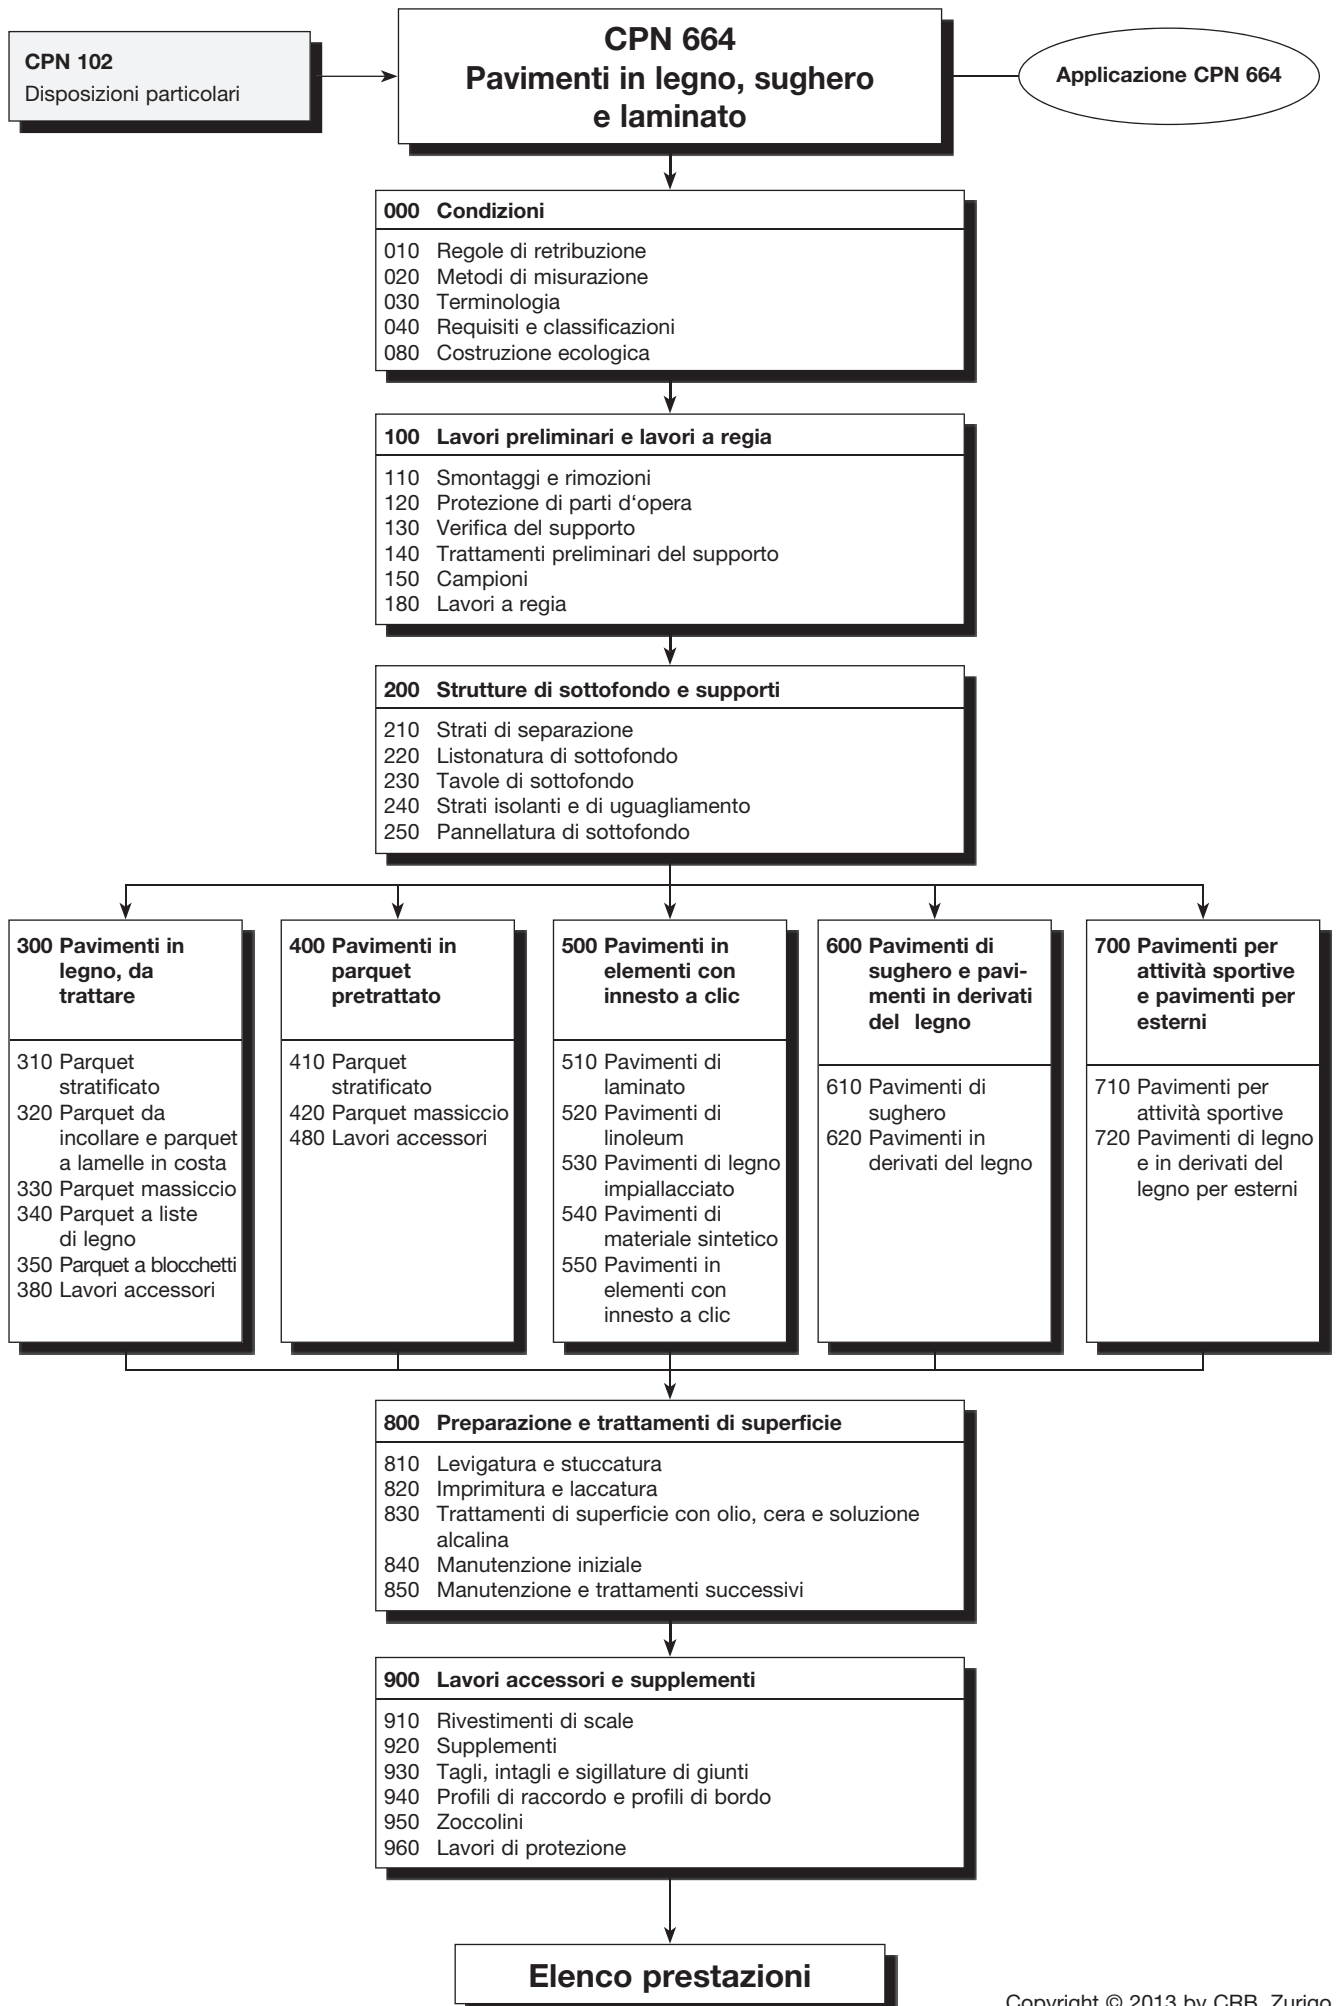 CPN 102
Disposizioni particolari
CPN 664
Pavimenti in legno, sughero
e laminato
Applicazione CPN 664
000 Condizioni
010 Regole di retribuzione
020 Metodi di misurazione
030 Terminologia
040 Requisiti e classificazioni
080 Costruzione ecologica
100 Lavori preliminari e lavori a regia
110 Smontaggi e rimozioni
120 Protezione di parti d‘opera
130 Verifica del supporto
140 Trattamenti preliminari del supporto
150 Campioni
180 Lavori a regia
200 Strutture di sottofondo e supporti
210 Strati di separazione
220 Listonatura di sottofondo
230 Tavole di sottofondo
240 Strati isolanti e di uguagliamento
250 Pannellatura di sottofondo
300 Pavimenti in
legno, da
trattare
310 Parquet
stratificato
320 Parquet da
incollare e parquet
a lamelle in costa
330 Parquet massiccio
340 Parquet a liste
di legno
350 Parquet a blocchetti
380 Lavori accessori
400 Pavimenti in
parquet
pretrattato
410 Parquet
stratificato
420 Parquet massiccio
480 Lavori accessori
500 Pavimenti in
elementi con
innesto a clic
510 Pavimenti di
laminato
520 Pavimenti di
linoleum
530 Pavimenti di legno
impiallacciato
540 Pavimenti di
materiale sintetico
550 Pavimenti in
elementi con
innesto a clic
600 Pavimenti di
sughero e pavi-
menti in derivati
del legno
610 Pavimenti di
sughero
620 Pavimenti in
derivati del legno
700 Pavimenti per
attività sportive
e pavimenti per
esterni
710 Pavimenti per
attività sportive
720 Pavimenti di legno
e in derivati del
legno per esterni
800 Preparazione e trattamenti di superficie
810 Levigatura e stuccatura
820 Imprimitura e laccatura
830 Trattamenti di superficie con olio, cera e soluzione
alcalina
840 Manutenzione iniziale
850 Manutenzione e trattamenti successivi
900 Lavori accessori e supplementi
910 Rivestimenti di scale
920 Supplementi
930 Tagli, intagli e sigillature di giunti
940 Profili di raccordo e profili di bordo
950 Zoccolini
960 Lavori di protezione
Elenco prestazioni
Copyright © 2013 by CRB, Zurigo